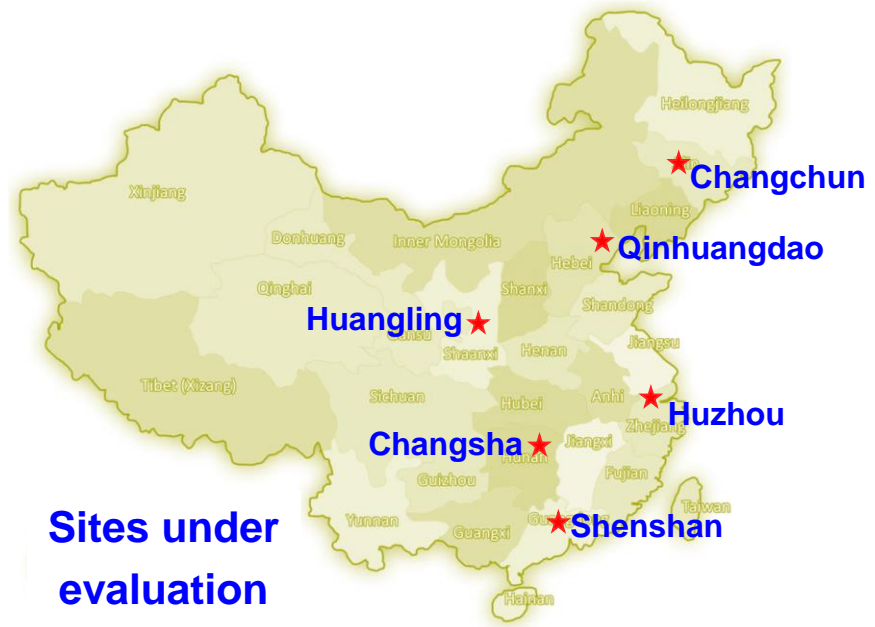 Heilongjiang
Changchun
Xinjiang
Liaoning
Donhuang
Inner Mongolia
Qinhuangdao
Hebei
Qinghai
Shanxi
Shandong
Huangling
Gansu
Jiangsu
Shaanxi
Henan
Tibet (Xizang)
Sichuan
Hubei
Anhi
Huzhou
Zhejiang
Changsha
Jiangxi
Hunan
Guizhou
Fujian
Taiwan
Sites under
Yunnan
Guangxi
Shenshan
evaluation
Hainan